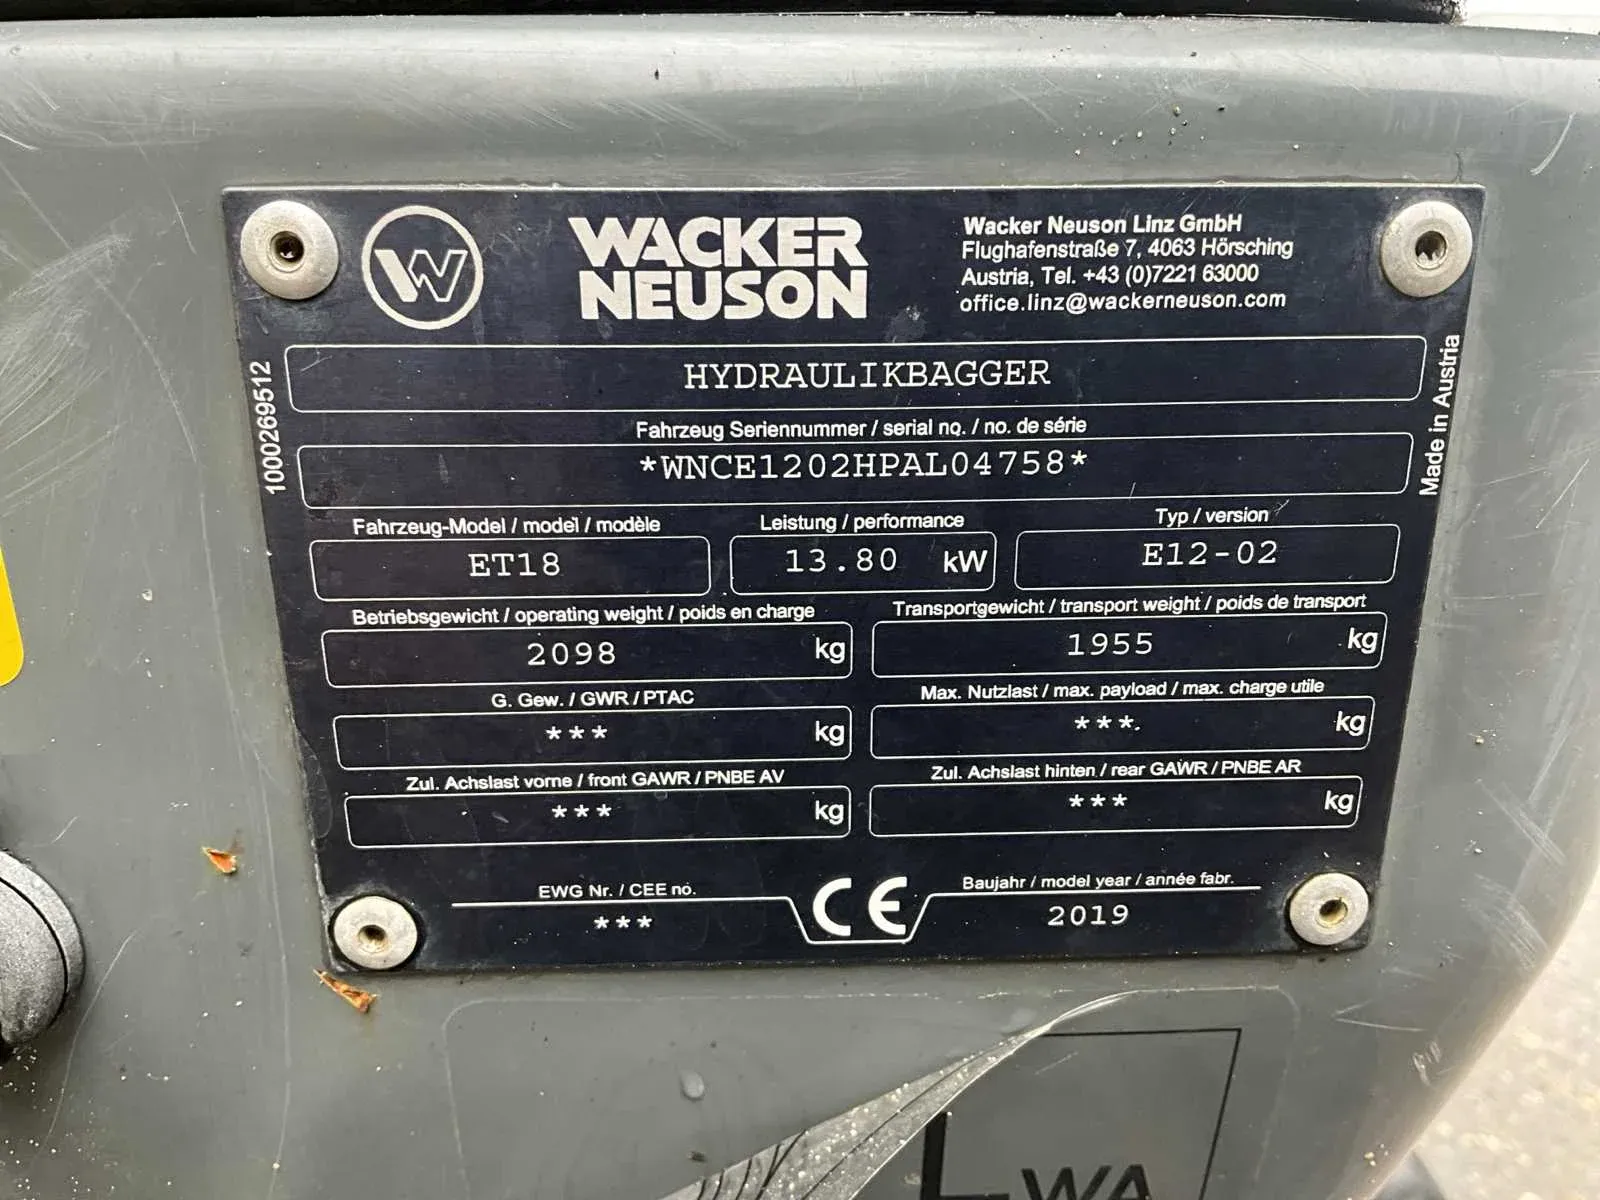 W
WACKER
NEUSON
Wacker Neuson Linz GmbH
Flughafenstraße 7, 4063 Hörsching
Austria, Tel. +43 (0)7221 63000
office.linz@wackerneuson.com
1000269512
Made in Austria
HYDRAULIKBAGGER
Fahrzeug Seriennummer / serial no. / no. de série
*WNCE1202HPAL04758*
Fahrzeug-Model / model / modèle
Leistung / performance
Typ / version
ET18
13.80 kW
E12-02
Betriebsgewicht / operating weight / poids en charge
Transportgewicht / transport weight / poids de transport
2098 kg
1955 kg
G. Gew. / GWR / PTAC
Max. Nutzlast / max. payload / max. charge utile
*** kg
*** kg
Zul. Achslast vorne / front GAWR / PNBE AV
Zul. Achslast hinten / rear GAWR / PNBE AR
*** kg
*** kg
EWG Nr. / CEE no.
***
CE
Baujahr / model year / année fabr.
2019
LWA